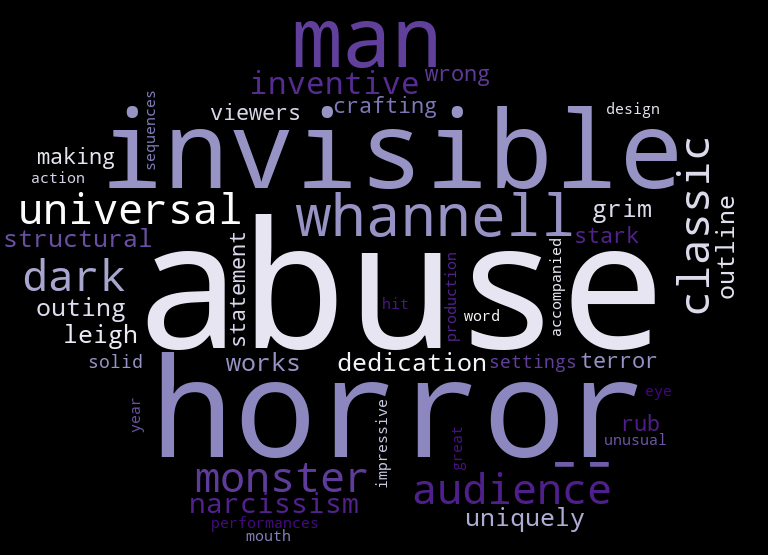 man
inventive
wrong
sequences
viewers
crafting
design
invisible
making
action
classic
universal
whannell
grim
outline
structural
stark
statement
abuse
accompanied
dark
production
outing
hit
word
leigh
solid
works
dedication
settings
terror
horror
eye
year
impressive
great
rub
unusual
--
monster
audience
narcissism
uniquely
performances
mouth